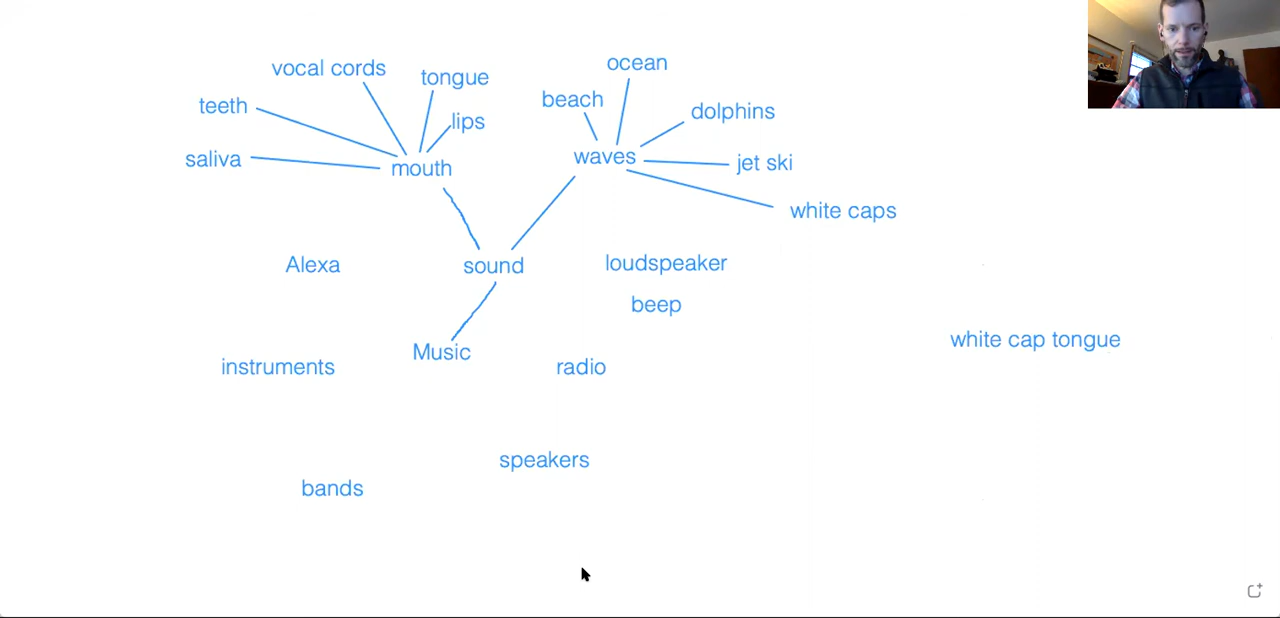 vocal cords
tongue
teeth
lips
saliva
mouth
ocean
beach
dolphins
waves
jet ski
white caps
Alexa
sound
loudspeaker
beep
white cap tongue
Music
instruments
radio
speakers
bands